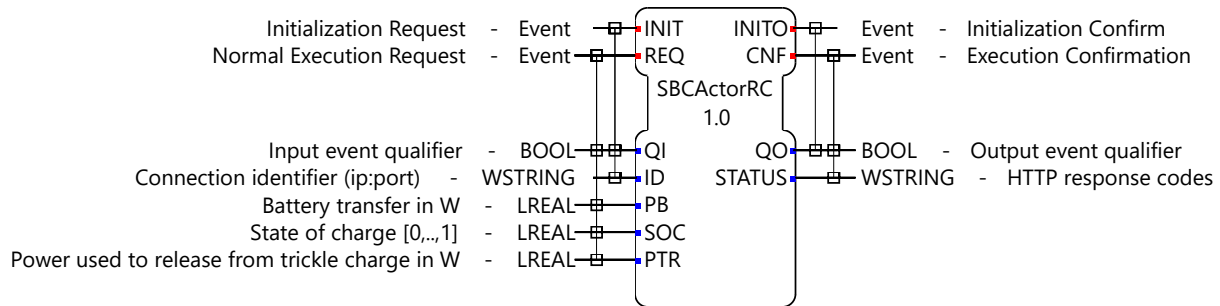 Initialization Request - Event INIT INITO Event - Initialization Confirm
Normal Execution Request - Event REQ CNF Event - Execution Confirmation
SBCActorRC
1.0
Input event qualifier - BOOL QI QO BOOL - Output event qualifier
Connection identifier (ip:port) - WSTRING ID STATUS WSTRING - HTTP response codes
Battery transfer in W - LREAL PB
State of charge [0,..,1] - LREAL SOC
Power used to release from trickle charge in W - LREAL PTR